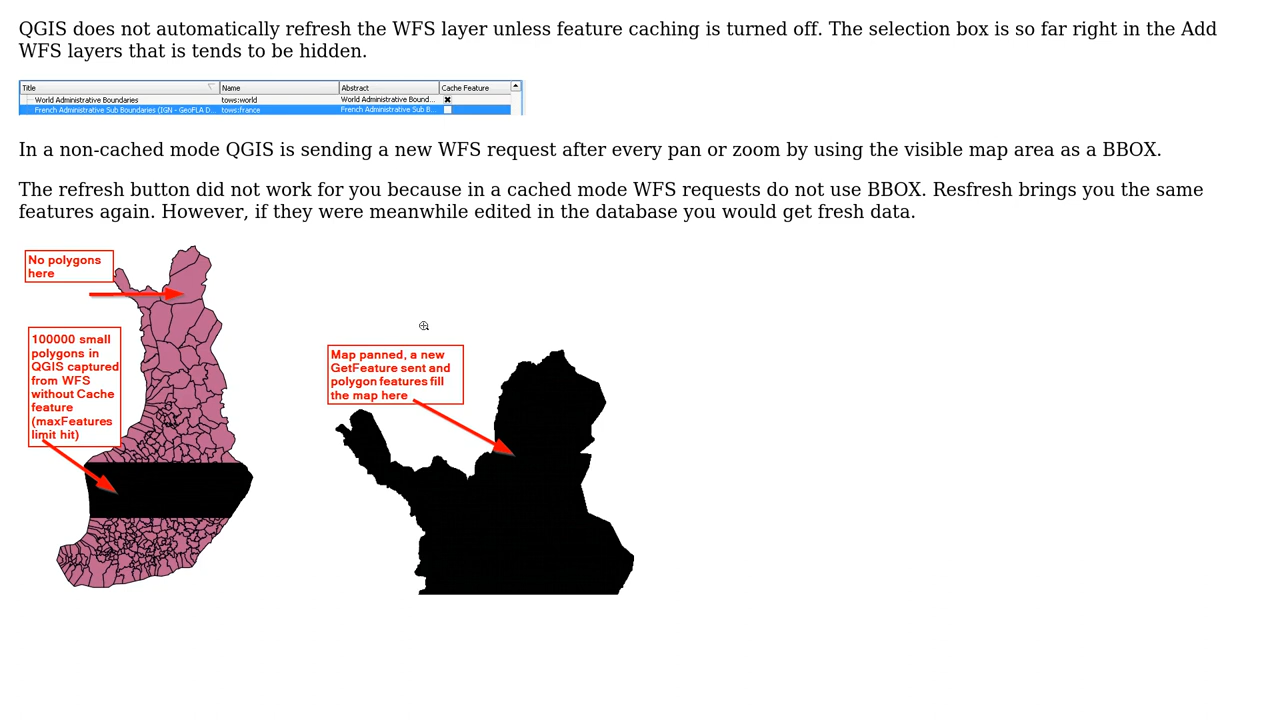 QGIS does not automatically refresh the WFS layer unless feature caching is turned off. The selection box is so far right in the Add
WFS layers that is tends to be hidden.
Title Name Abstract Cache Feature
World Administrative Boundaries tows:world World Administrative Bound...
French Administrative Sub Boundaries (IGN - GeoFLA D... tows:france French Administrative Sub B...
In a non-cached mode QGIS is sending a new WFS request after every pan or zoom by using the visible map area as a BBOX.
The refresh button did not work for you because in a cached mode WFS requests do not use BBOX. Resfresh brings you the same
features again. However, if they were meanwhile edited in the database you would get fresh data.
No polygons
here
100000 small
polygons in
QGIS captured
from WFS
without Cache
feature
(maxFeatures
limit hit)
Map panned, a new
GetFeature sent and
polygon features fill
the map here